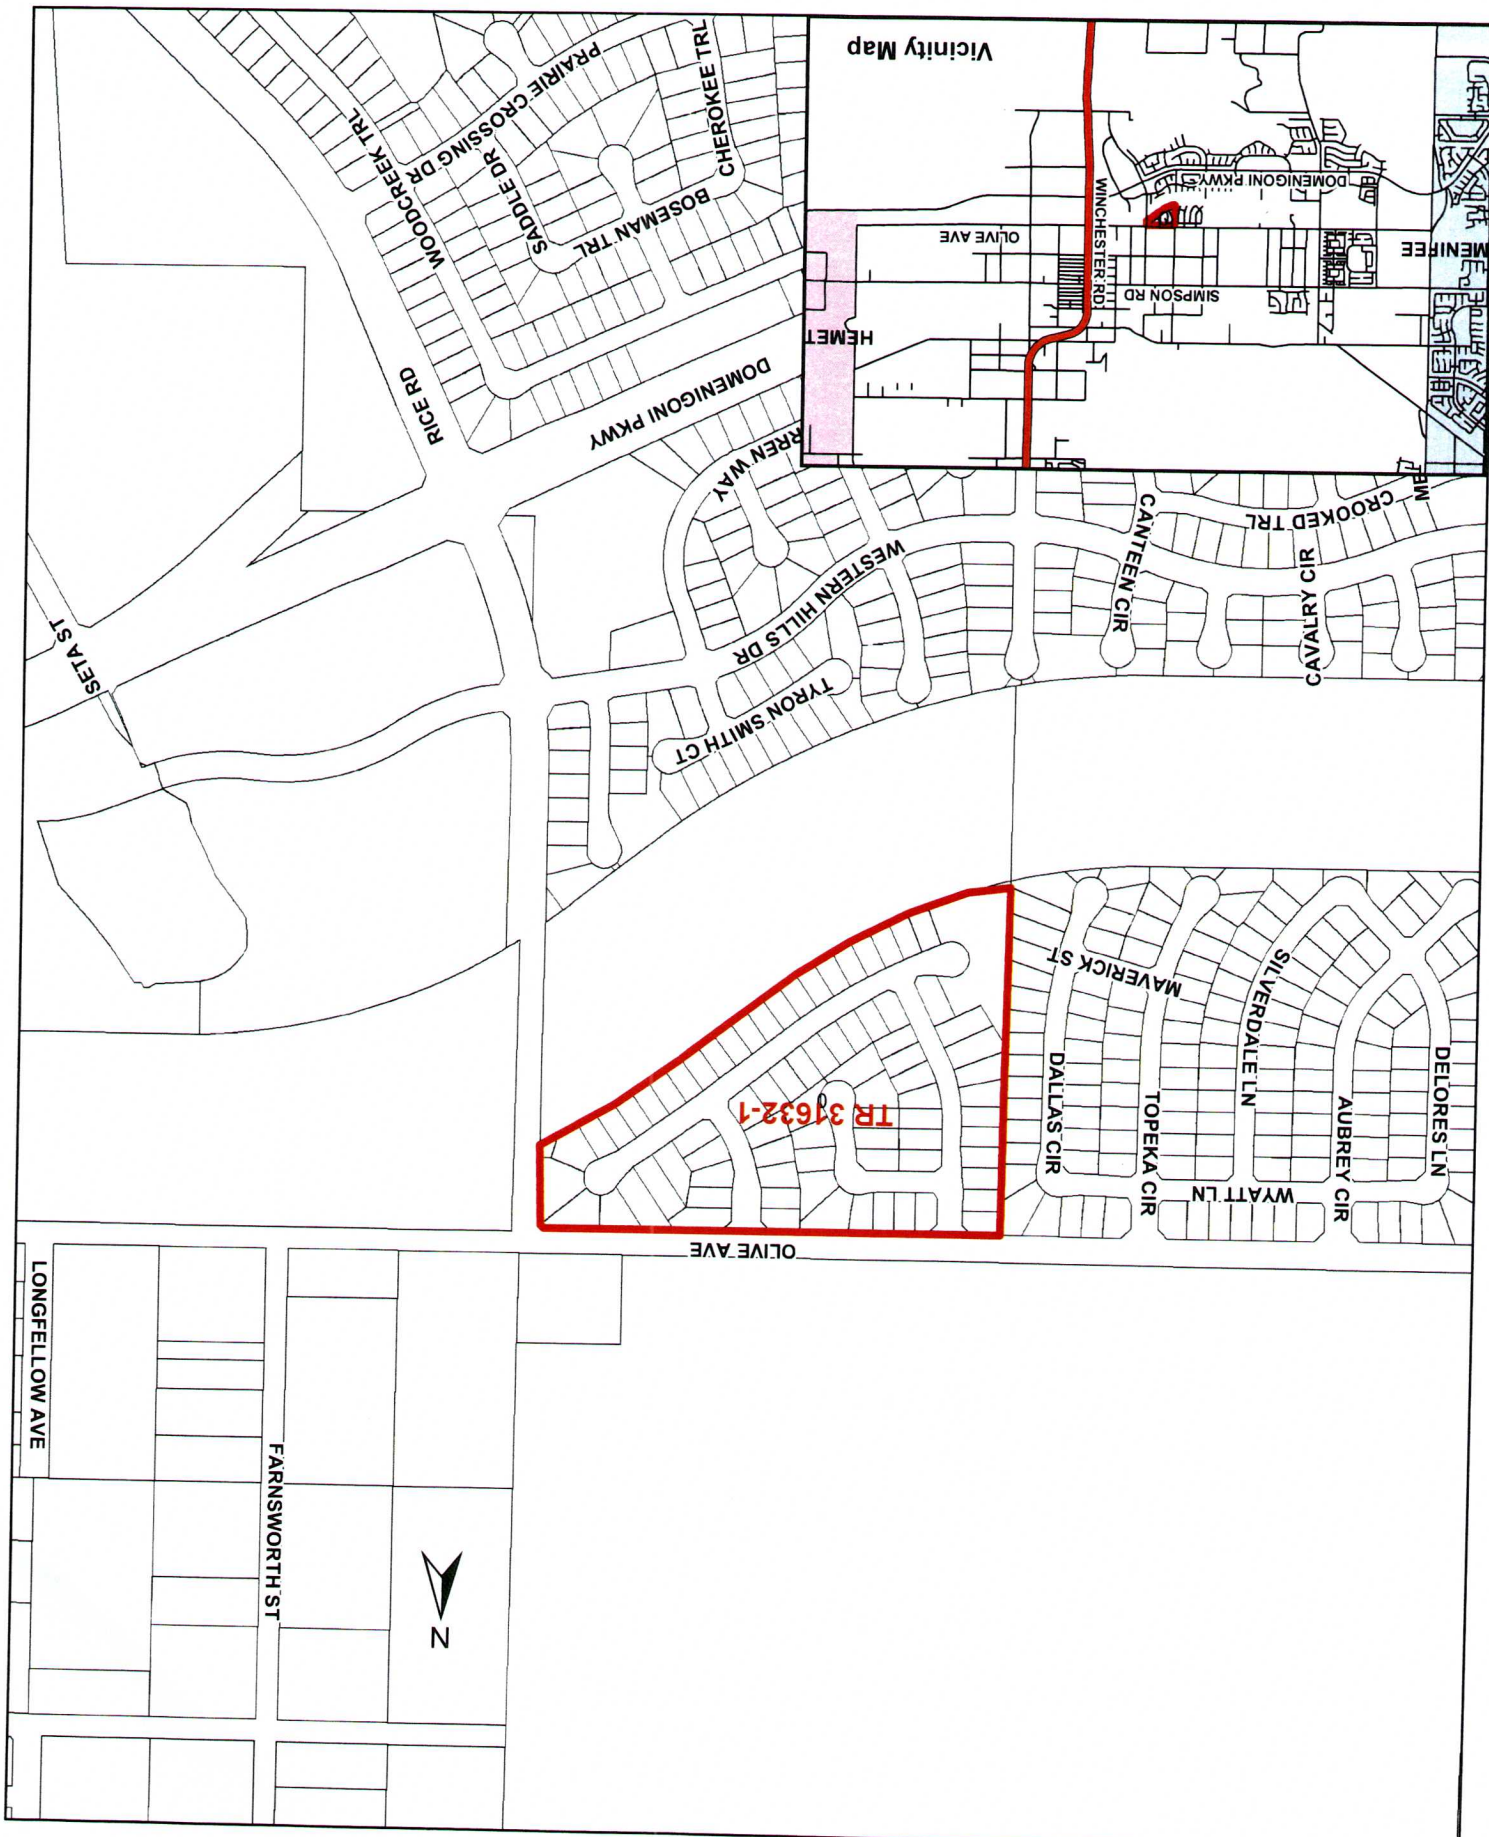 LONGFELLOW AVE
FARNSWORTH ST
N
OLIVE AVE
DELORES LN
AUBREY CIR
WYATT LN
TOPEKA CIR
DALLAS CIR
SILVERDALE LN
MAVERICK ST
TR 31632-1
TYRON SMITH CT
WESTERN HILLS DR
SETA ST
CAVALRY CIR
CANTEEN CIR
CROOKED TRL
ME
RREN WAY
DOMENIGONI PKWY
RICE RD
BOSEMAN TRL
SADDLE DR
WOODCREEK TRL
CHEROKEE TRL
PRAIRIE CROSSING DR
HEMET
SIMPSON RD
MENIFEE
OLIVE AVE
WINCHESTER RD
DOMENIGONI PKWY
Vicinity Map